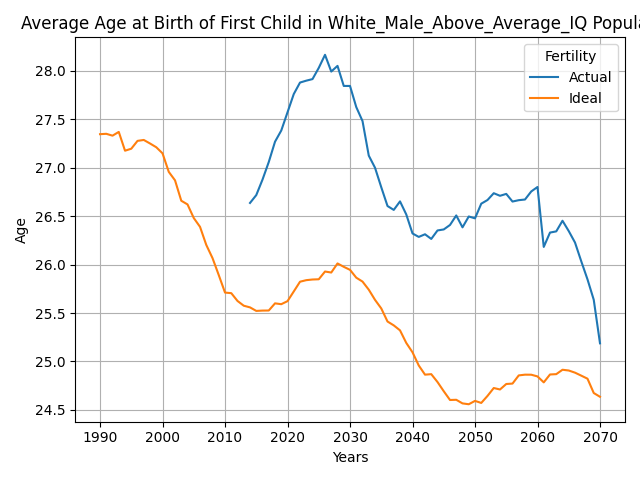 Average Age at Birth of First Child in White_Male_Above_Average_IQ Popula
Fertility
Actual
Ideal
28.0
27.5
27.0
26.5
26.0
25.5
25.0
24.5
Age
1990 2000 2010 2020 2030 2040 2050 2060 2070
Years